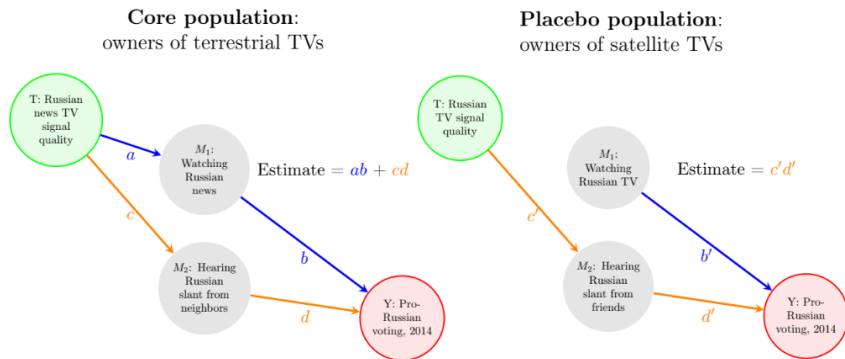 Core population:
owners of terrestrial TVs
T: Russian
news TV
signal
quality
a
M1:
Watching
Russian
news
Estimate = ab + cd
c
b
M2: Hearing
Russian
slant from
neighbors
d
Y: Pro-
Russian
voting, 2014
Placebo population:
owners of satellite TVs
T: Russian
TV signal
quality
M1:
Watching
Russian TV
Estimate = c′d′
c′
b′
M2: Hearing
Russian
slant from
friends
d′
Y: Pro-
Russian
voting, 2014